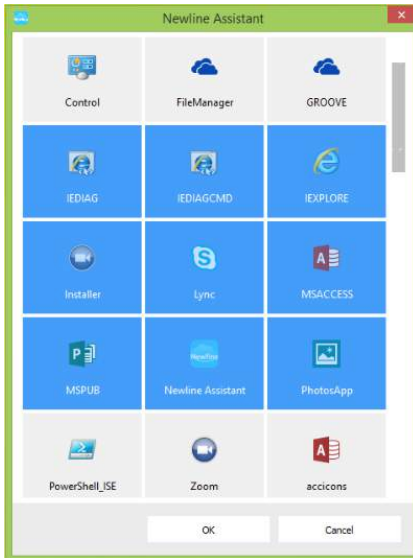 Newline Assistant
Control FileManager GROOVE
IEDIAG IEDIAGCMD IEXPLORE
Installer Lync MSACCESS
Newline
MSPUB Newline Assistant PhotosApp
PowerShell_ISE Zoom accicons
OK Cancel